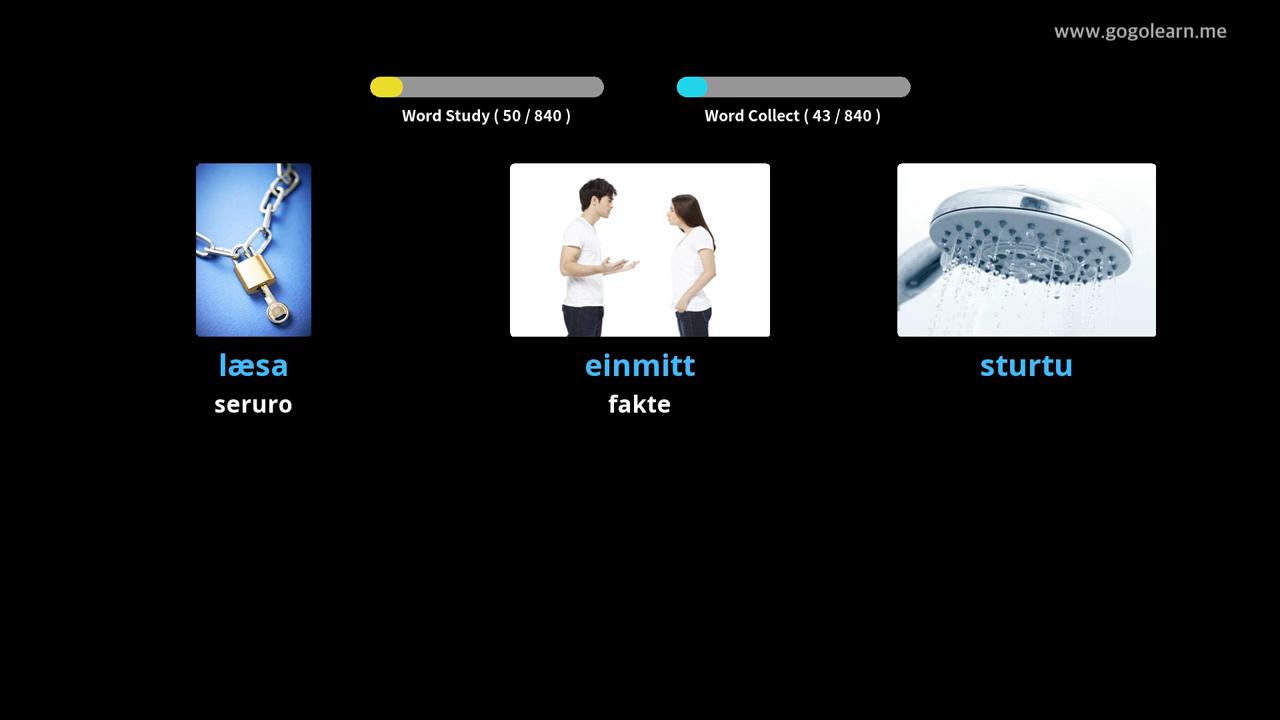 www.gogolearn.me
Word Study ( 50 / 840 )
Word Collect ( 43 / 840 )
læsa
einmitt
sturtu
seruro
fakte